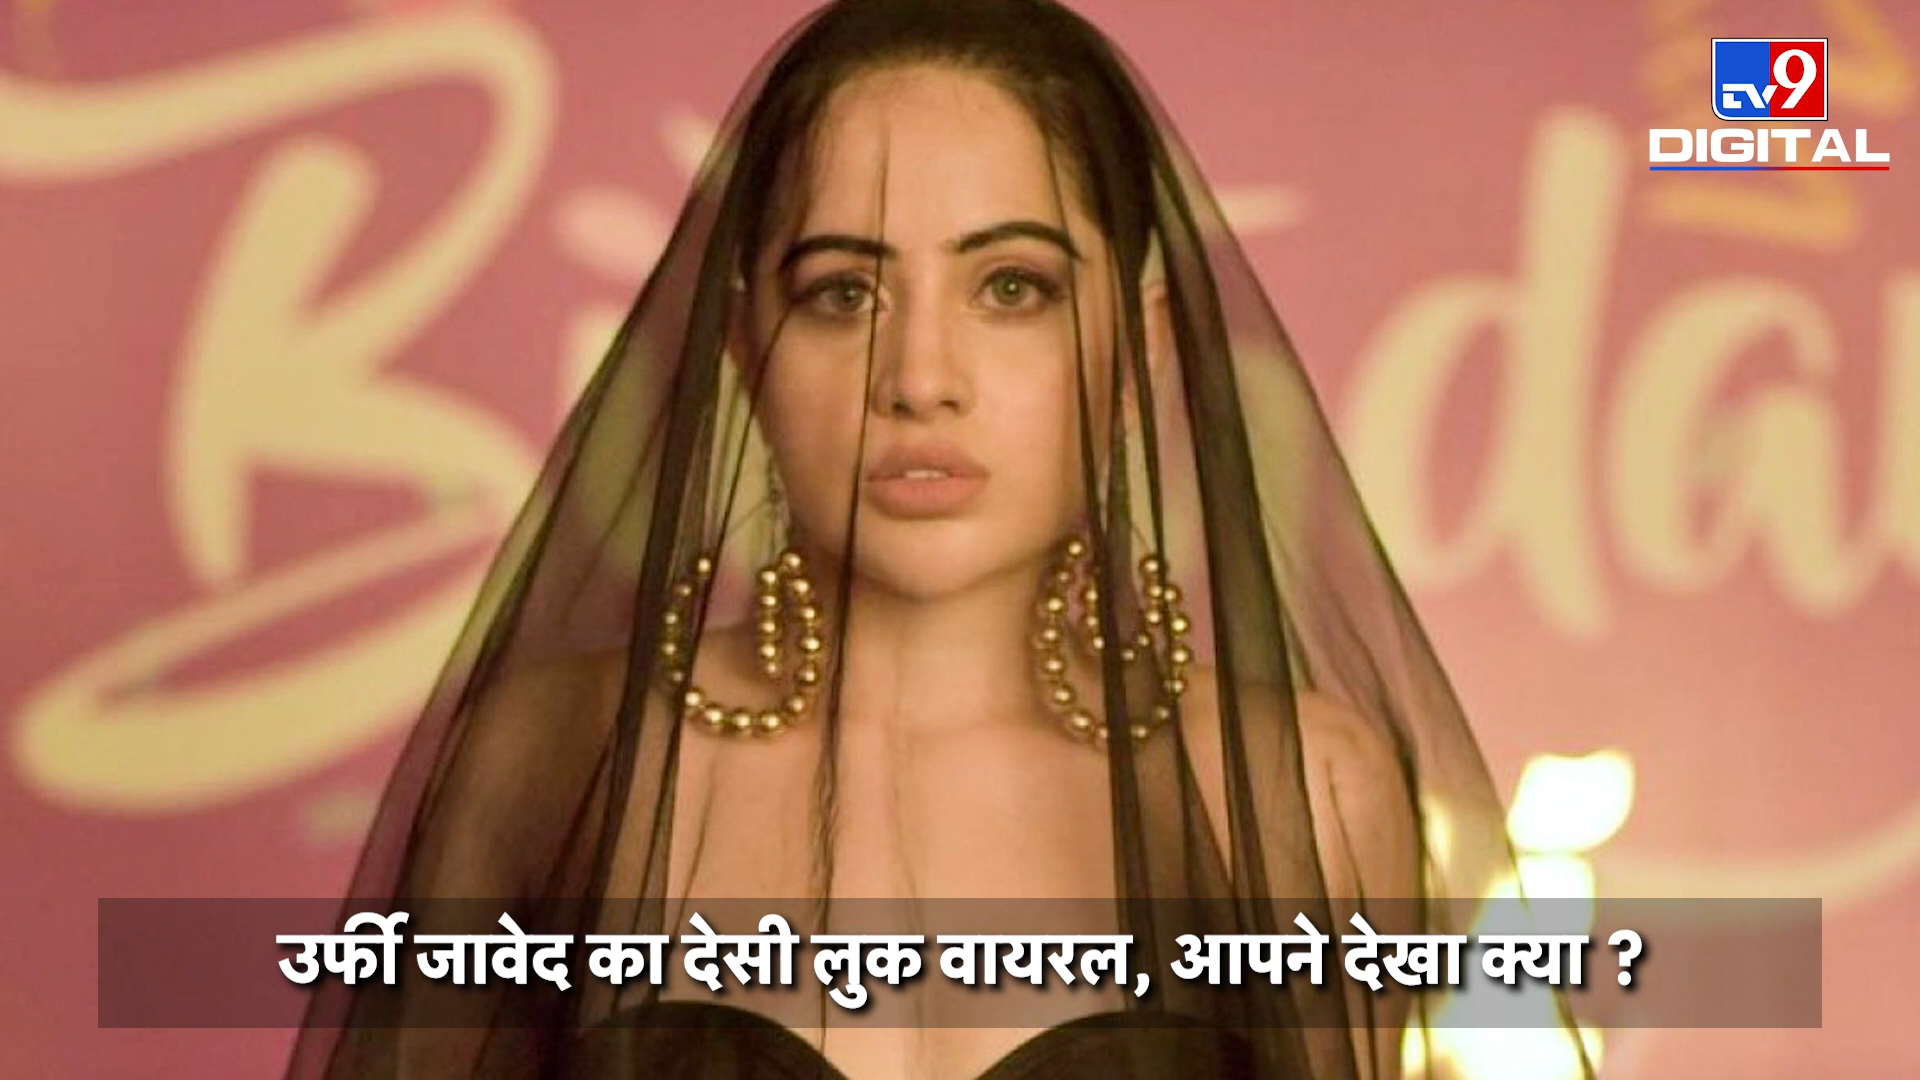 TV9
DIGITAL
उर्फी जावेद का देसी लुक वायरल, आपने देखा क्या ?